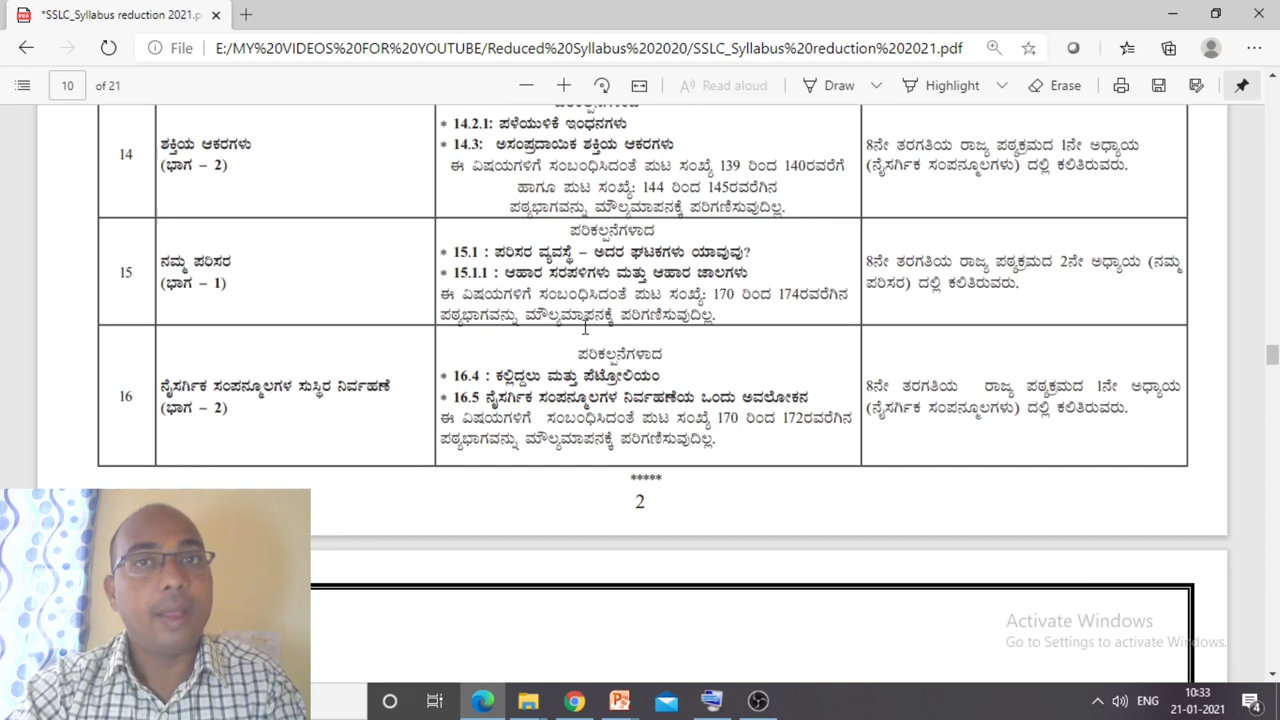 *SSLC_Syllabus reduction 2021.p
File
E:/MY%20VIDEOS%20FOR%20YOUTUBE/Reduced%20Syllabus%202020/SSLC_Syllabus%20reduction%202021.pdf
10 of 21
Read aloud
Draw
Highlight
Erase
ಪರಿಕಲ್ಪನೆಗಳಾದ
14
ಶಕ್ತಿಯ ಆಕರಗಳು
(ಭಾಗ – 2)
* 14.2.1: ಪಳೆಯುಳಿಕೆ ಇಂಧನಗಳು
* 14.3: ಅಸಂಪ್ರದಾಯಿಕ ಶಕ್ತಿಯ ಆಕರಗಳು
ಈ ವಿಷಯಗಳಿಗೆ ಸಂಬಂಧಿಸಿದಂತೆ ಪುಟ ಸಂಖ್ಯೆ 139 ರಿಂದ 140ರವರೆಗೆ
ಹಾಗೂ ಪುಟ ಸಂಖ್ಯೆ: 144 ರಿಂದ 145ರವರೆಗಿನ
ಪಠ್ಯಭಾಗವನ್ನು ಮೌಲ್ಯಮಾಪನಕ್ಕೆ ಪರಿಗಣಿಸುವುದಿಲ್ಲ.
8ನೇ ತರಗತಿಯ ರಾಜ್ಯ ಪಠ್ಯಕ್ರಮದ 1ನೇ ಅಧ್ಯಾಯ
(ನೈಸರ್ಗಿಕ ಸಂಪನ್ಮೂಲಗಳು) ದಲ್ಲಿ ಕಲಿತಿರುವರು.
15
ನಮ್ಮ ಪರಿಸರ
(ಭಾಗ – 1)
ಪರಿಕಲ್ಪನೆಗಳಾದ
* 15.1 : ಪರಿಸರ ವ್ಯವಸ್ಥೆ – ಅದರ ಘಟಕಗಳು ಯಾವುವು?
* 15.1.1 : ಆಹಾರ ಸರಪಳಿಗಳು ಮತ್ತು ಆಹಾರ ಜಾಲಗಳು
ಈ ವಿಷಯಗಳಿಗೆ ಸಂಬಂಧಿಸಿದಂತೆ ಪುಟ ಸಂಖ್ಯೆ: 170 ರಿಂದ 174ರವರೆಗಿನ
ಪಠ್ಯಭಾಗವನ್ನು ಮೌಲ್ಯಮಾಪನಕ್ಕೆ ಪರಿಗಣಿಸುವುದಿಲ್ಲ.
8ನೇ ತರಗತಿಯ ರಾಜ್ಯ ಪಠ್ಯಕ್ರಮದ 2ನೇ ಅಧ್ಯಾಯ (ನಮ್ಮ
ಪರಿಸರ) ದಲ್ಲಿ ಕಲಿತಿರುವರು.
16
ನೈಸರ್ಗಿಕ ಸಂಪನ್ಮೂಲಗಳ ಸುಸ್ಥಿರ ನಿರ್ವಹಣೆ
(ಭಾಗ – 2)
ಪರಿಕಲ್ಪನೆಗಳಾದ
* 16.4 : ಕಲ್ಲಿದ್ದಲು ಮತ್ತು ಪೆಟ್ರೋಲಿಯಂ
* 16.5 ನೈಸರ್ಗಿಕ ಸಂಪನ್ಮೂಲಗಳ ನಿರ್ವಹಣೆಯ ಒಂದು ಅವಲೋಕನ
ಈ ವಿಷಯಗಳಿಗೆ ಸಂಬಂಧಿಸಿದಂತೆ ಪುಟ ಸಂಖ್ಯೆ 170 ರಿಂದ 172ರವರೆಗಿನ
ಪಠ್ಯಭಾಗವನ್ನು ಮೌಲ್ಯಮಾಪನಕ್ಕೆ ಪರಿಗಣಿಸುವುದಿಲ್ಲ.
8ನೇ ತರಗತಿಯ ರಾಜ್ಯ ಪಠ್ಯಕ್ರಮದ 1ನೇ ಅಧ್ಯಾಯ
(ನೈಸರ್ಗಿಕ ಸಂಪನ್ಮೂಲಗಳು) ದಲ್ಲಿ ಕಲಿತಿರುವರು.
*****
2
Activate Windows
Go to Settings to activate Windows.
ENG
10:33
21-01-2021
4